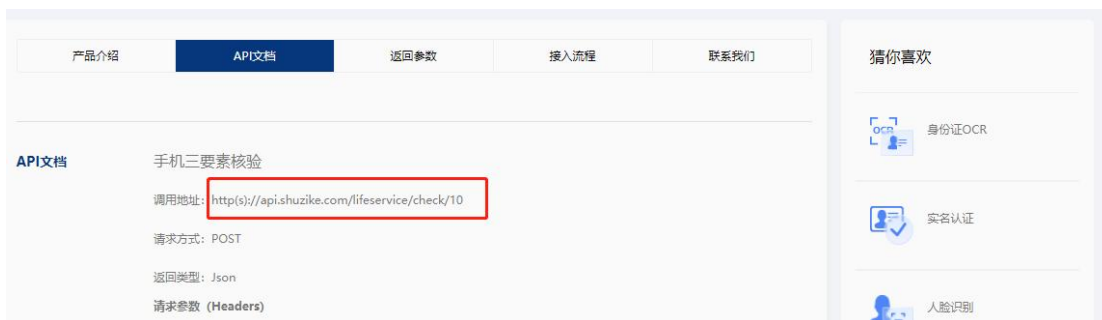 产品介绍 API文档 返回参数 接入流程 联系我们
猜你喜欢
OCR
身份证OCR
API文档
手机三要素核验
调用地址：http(s)://api.shuzike.com/lifeservice/check/10
实名认证
请求方式：POST
返回类型：Json
请求参数 (Headers)
人脸识别